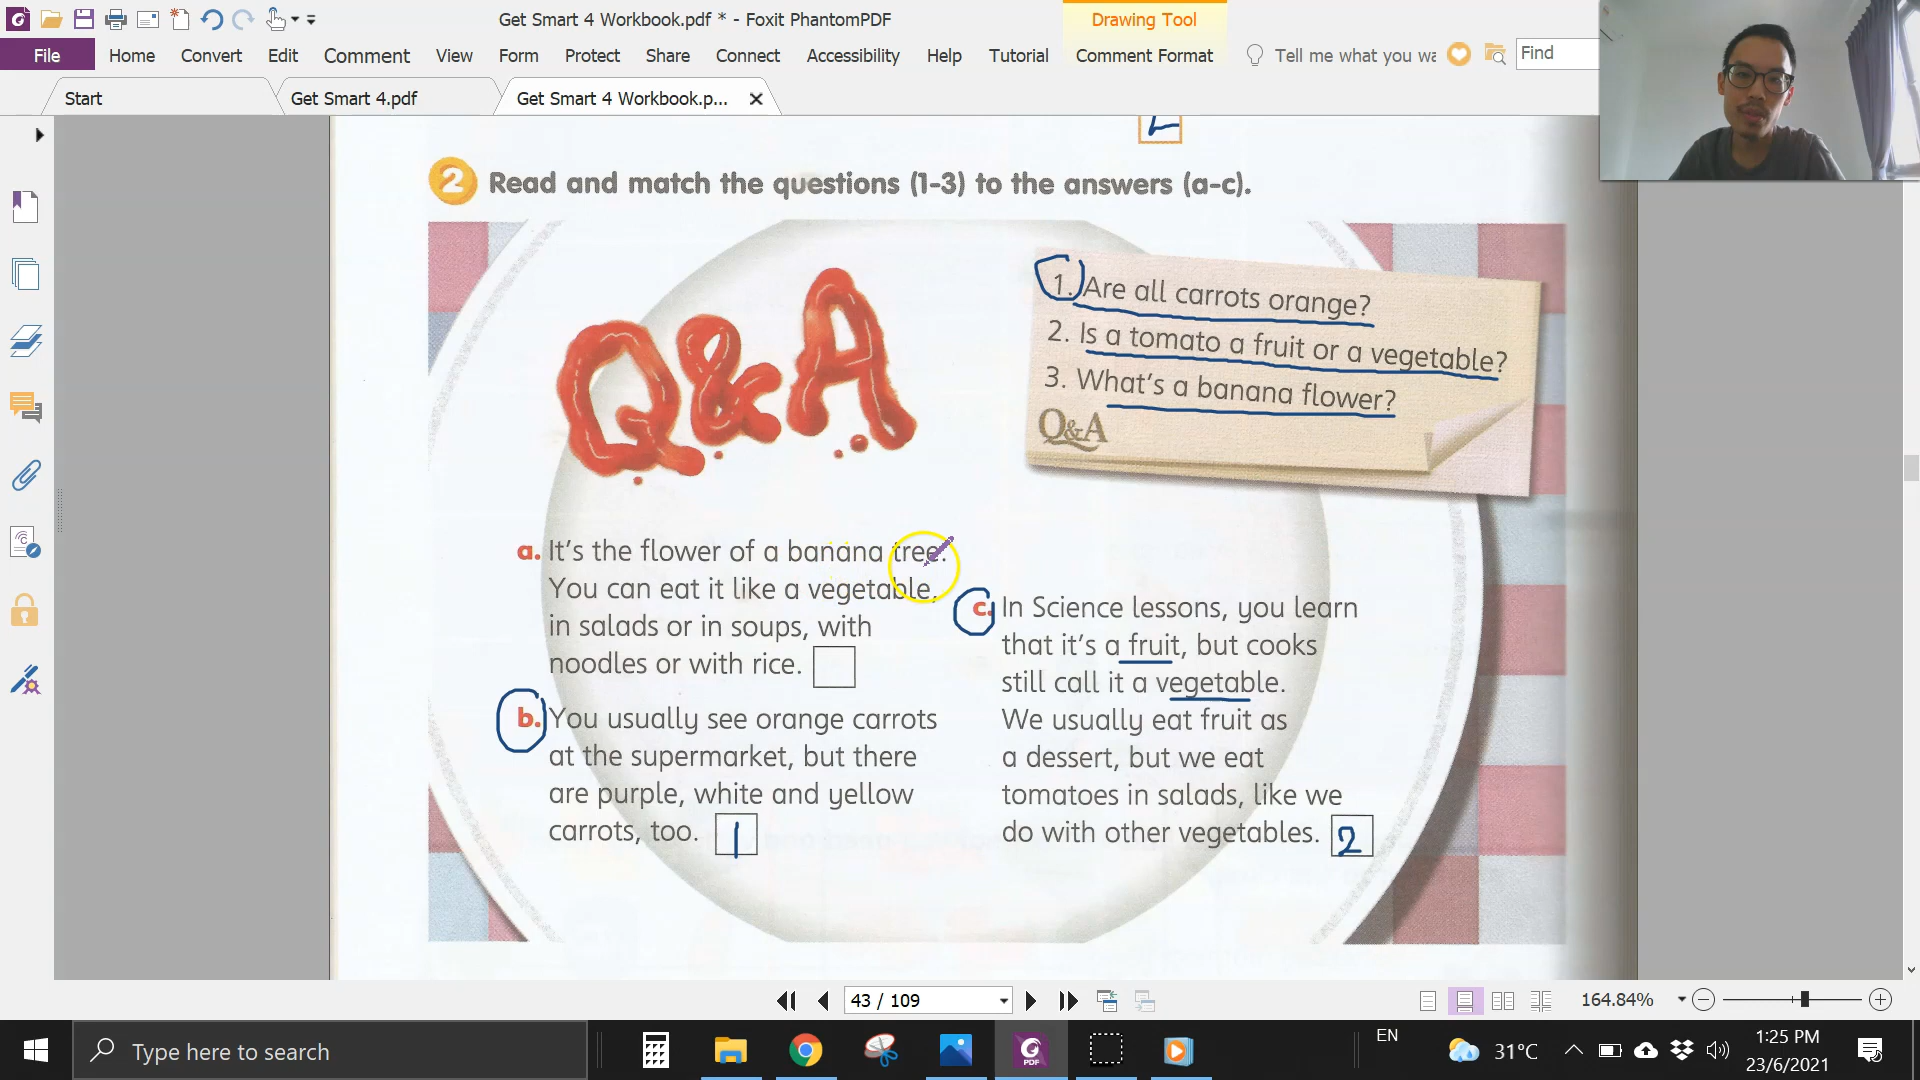 Get Smart 4 Workbook.pdf * - Foxit PhantomPDF
Drawing Tool
File Home Convert Edit Comment View Form Protect Share Connect Accessibility Help Tutorial Comment Format Tell me what you wa Find
Start Get Smart 4.pdf Get Smart 4 Workbook.p...
2 Read and match the questions (1-3) to the answers (a-c).
Q&A
1. Are all carrots orange?
2. Is a tomato a fruit or a vegetable?
3. What's a banana flower?
Q&A
a. It's the flower of a banana tree.
You can eat it like a vegetable,
in salads or in soups, with
noodles or with rice.
b. You usually see orange carrots
at the supermarket, but there
are purple, white and yellow
carrots, too. 1
c. In Science lessons, you learn
that it's a fruit, but cooks
still call it a vegetable.
We usually eat fruit as
a dessert, but we eat
tomatoes in salads, like we
do with other vegetables. 2
43 / 109
164.84%
Type here to search
PDF
EN
31°C
1:25 PM
23/6/2021